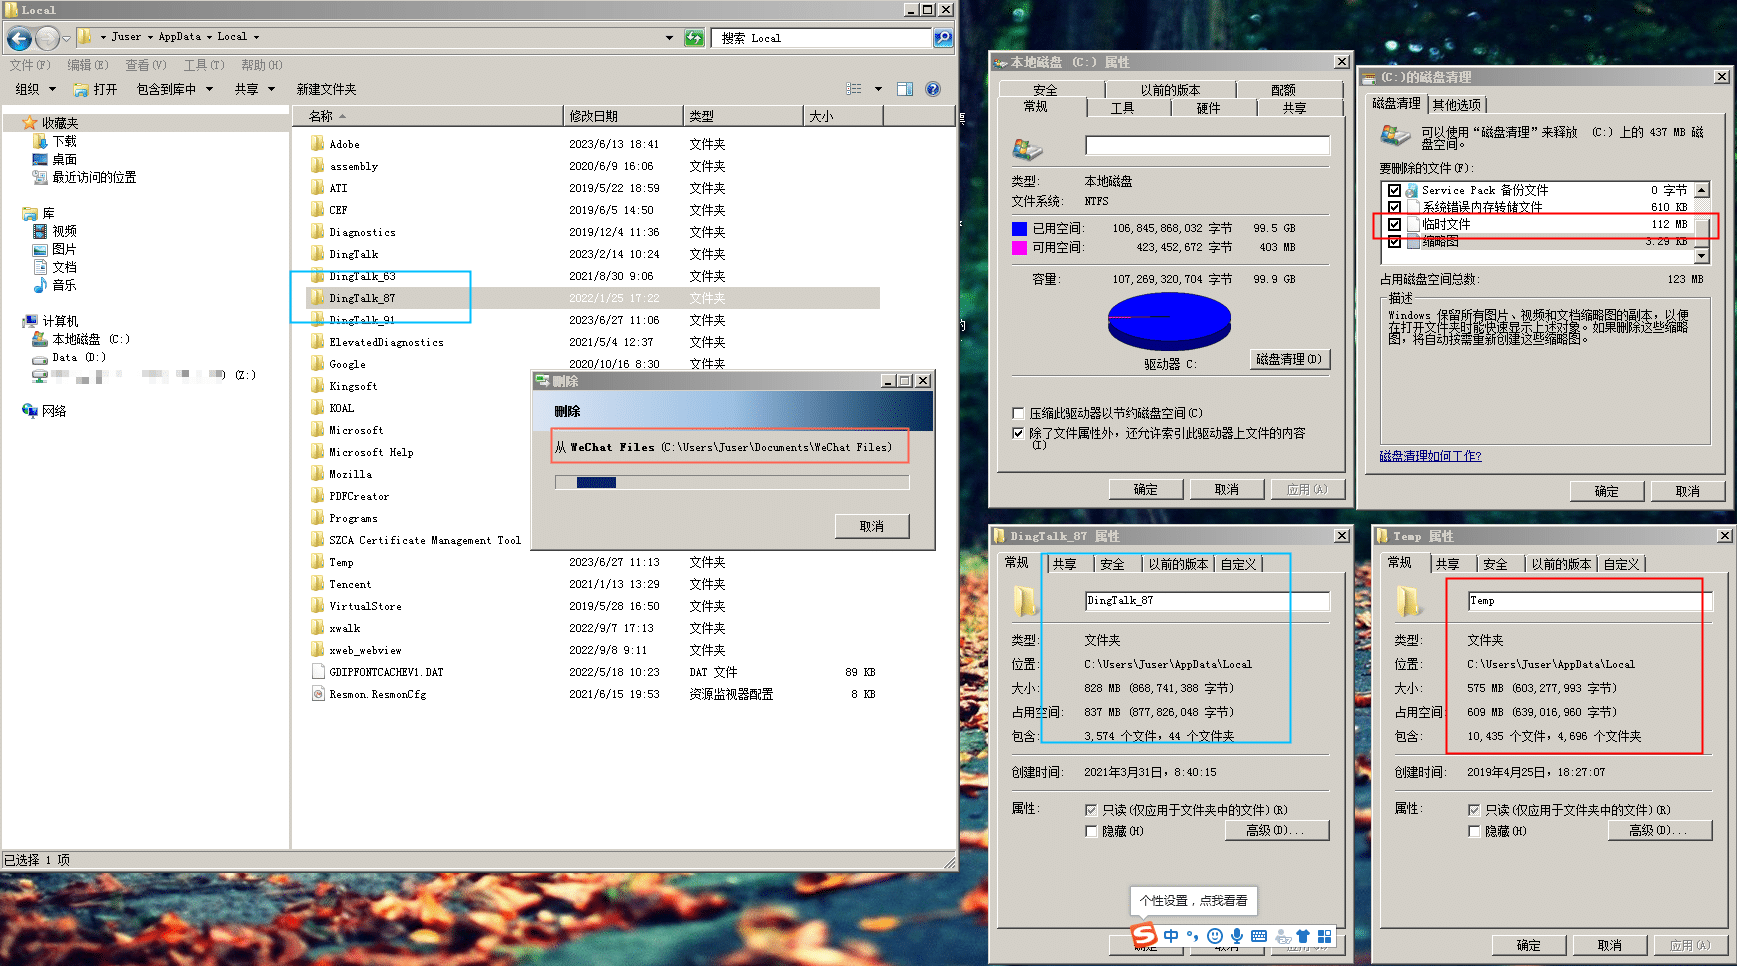 Local
Juser
AppData
Local
搜索 Local
文件(F)
编辑(E)
查看(V)
工具(T)
帮助(H)
组织
打开
包含到库中
共享
新建文件夹
收藏夹
下载
桌面
最近访问的位置
库
视频
图片
文档
音乐
计算机
本地磁盘 (C:)
Data (D:)
) (Z:)
网络
名称 修改日期 类型 大小
Adobe 2023/6/13 18:41 文件夹
assembly 2020/6/9 16:06 文件夹
ATI 2019/5/22 18:59 文件夹
CEF 2019/6/5 14:50 文件夹
Diagnostics 2019/12/4 11:36 文件夹
DingTalk 2023/2/14 10:24 文件夹
DingTalk_63 2021/8/30 9:06 文件夹
DingTalk_87 2022/1/25 17:22 文件夹
DingTalk_91 2023/6/27 11:06 文件夹
ElevatedDiagnostics 2021/5/4 12:37 文件夹
Google 2020/10/16 8:30 文件夹
Kingsoft
KOAL
Microsoft
Microsoft Help
Mozilla
PDFCreator
Programs
SZCA Certificate Management Tool
Temp 2023/6/27 11:13 文件夹
Tencent 2021/1/13 13:29 文件夹
VirtualStore 2019/5/28 16:50 文件夹
xwalk 2022/9/7 17:13 文件夹
xweb_webview 2022/9/8 9:11 文件夹
GDIPFONTCACHEV1.DAT 2022/5/18 10:23 DAT 文件 89 KB
Resmon.ResmonCfg 2021/6/15 19:53 资源监视器配置 8 KB
已选择 1 项
删除
删除
从 WeChat Files (C:\Users\Juser\Documents\WeChat Files)
取消
本地磁盘 (C:) 属性
安全 以前的版本 配额
常规 工具 硬件 共享
类型: 本地磁盘
文件系统: NTFS
已用空间: 106,845,868,032 字节 99.5 GB
可用空间: 423,452,672 字节 403 MB
容量: 107,269,320,704 字节 99.9 GB
驱动器 C:
磁盘清理(D)
压缩此驱动器以节约磁盘空间(C)
除了文件属性外，还允许索引此驱动器上文件的内容
(I)
确定 取消 应用(A)
(C:)的磁盘清理
磁盘清理 其他选项
可以使用“磁盘清理”来释放 (C:) 上的 437 MB 磁
盘空间。
要删除的文件(F):
Service Pack 备份文件 0 字节
系统错误内存转储文件 610 KB
临时文件 112 MB
缩略图 3.29 KB
占用磁盘空间总数: 123 MB
描述
Windows 保留所有图片、视频和文档缩略图的副本，以便
在打开文件夹时能快速显示上述对象。如果删除这些缩略
图，将自动按需重新创建这些缩略图。
磁盘清理如何工作?
确定 取消
DingTalk_87 属性
常规 共享 安全 以前的版本 自定义
DingTalk_87
类型: 文件夹
位置: C:\Users\Juser\AppData\Local
大小: 828 MB (868,741,388 字节)
占用空间: 837 MB (877,826,048 字节)
包含: 3,574 个文件，44 个文件夹
创建时间: 2021年3月31日，8:40:15
属性: 只读(仅应用于文件夹中的文件)(R)
隐藏(H) 高级(D)...
个性设置，点我看看
中
确定 取消
Temp 属性
常规 共享 安全 以前的版本 自定义
Temp
类型: 文件夹
位置: C:\Users\Juser\AppData\Local
大小: 575 MB (603,277,993 字节)
占用空间: 609 MB (639,016,960 字节)
包含: 10,435 个文件，4,696 个文件夹
创建时间: 2019年4月25日，18:27:07
属性: 只读(仅应用于文件夹中的文件)(R)
隐藏(H) 高级(D)...
确定 取消 应用(A)